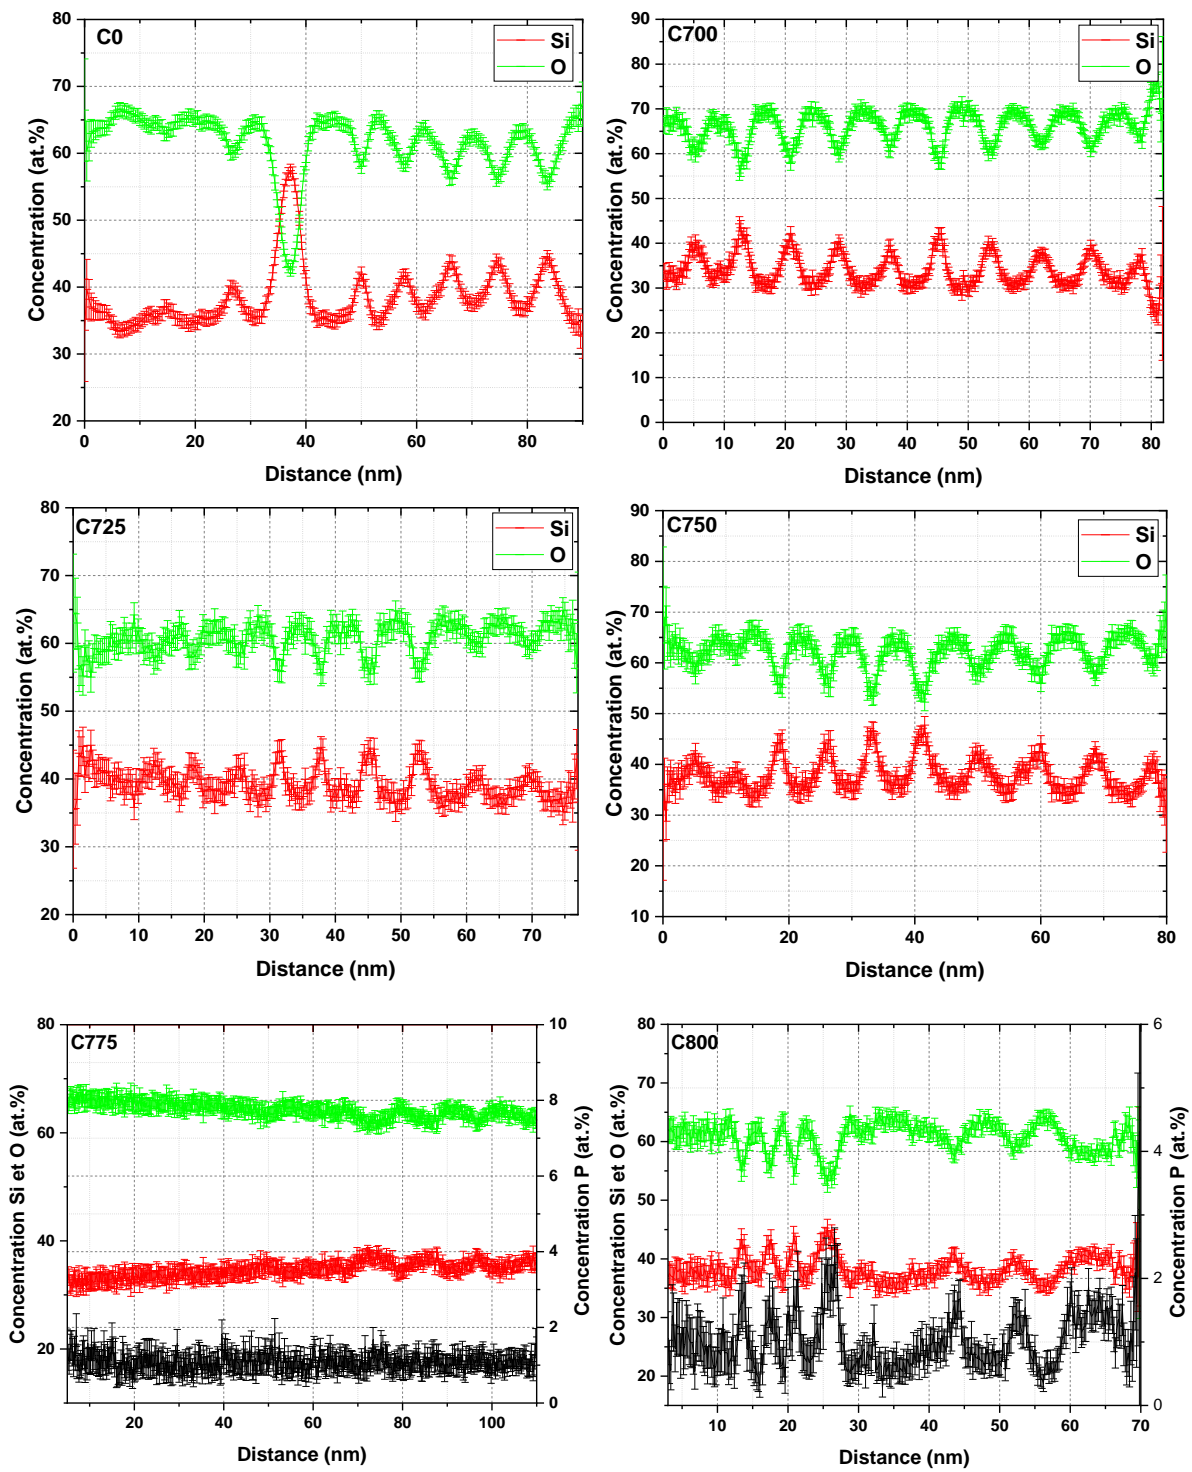 C0
Si
O
80
70
60
50
40
30
20
Concentration (at.%)
0 20 40 60 80
Distance (nm)
C700
Si
O
90
80
70
60
50
40
30
20
10
0
Concentration (at.%)
0 10 20 30 40 50 60 70 80
Distance (nm)
C725
Si
O
80
70
60
50
40
30
20
Concentration (at.%)
0 10 20 30 40 50 60 70
Distance (nm)
C750
Si
O
90
80
70
60
50
40
30
20
10
Concentration (at.%)
0 20 40 60 80
Distance (nm)
C775
80
60
40
20
Concentration Si et O (at.%)
10
8
6
4
2
0
Concentration P (at.%)
20 40 60 80 100
Distance (nm)
C800
80
70
60
50
40
30
20
Concentration Si et O (at.%)
6
4
2
0
Concentration P (at.%)
10 20 30 40 50 60 70
Distance (nm)